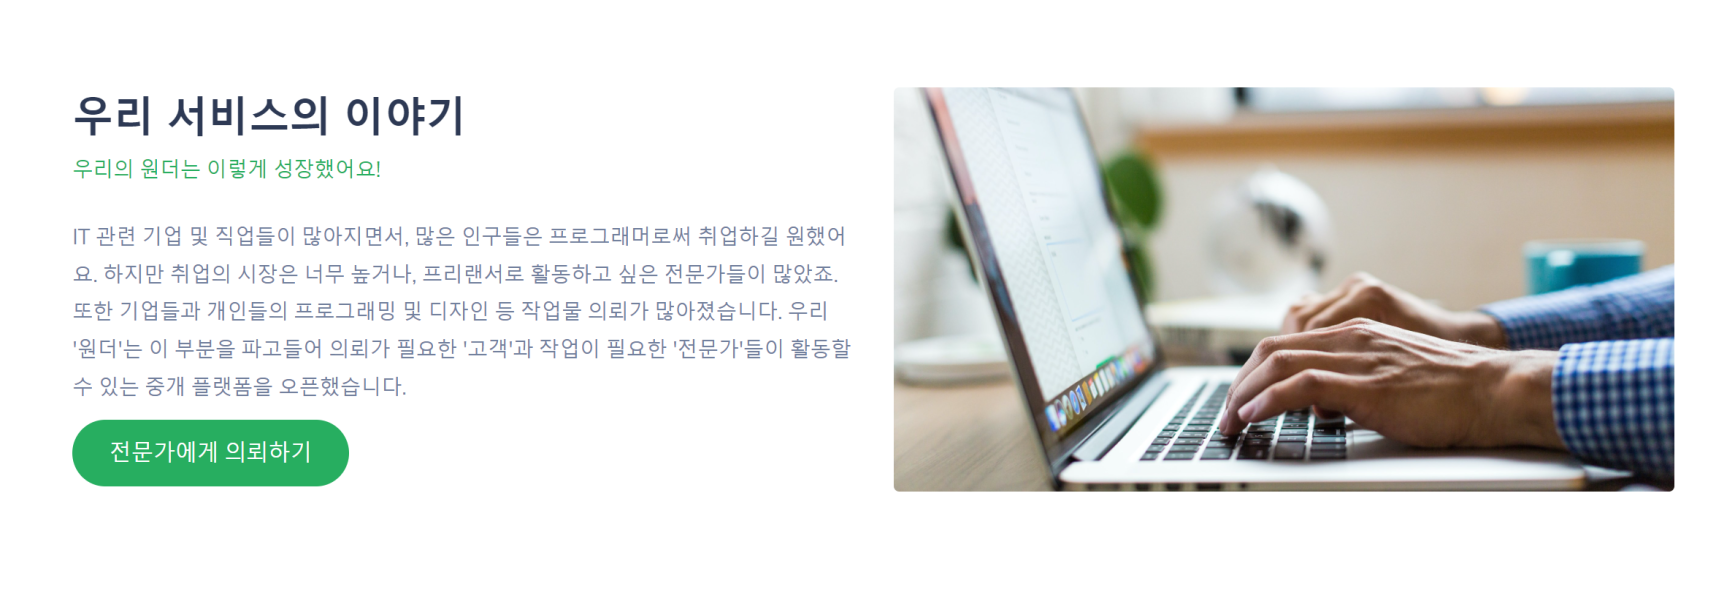 우리 서비스의 이야기
우리의 원더는 이렇게 성장했어요!
IT 관련 기업 및 직업들이 많아지면서, 많은 인구들은 프로그래머로써 취업하길 원했어
요. 하지만 취업의 시장은 너무 높거나, 프리랜서로 활동하고 싶은 전문가들이 많았죠.
또한 기업들과 개인들의 프로그래밍 및 디자인 등 작업물 의뢰가 많아졌습니다. 우리
'원더'는 이 부분을 파고들어 의뢰가 필요한 '고객'과 작업이 필요한 '전문가'들이 활동할
수 있는 중개 플랫폼을 오픈했습니다.
전문가에게 의뢰하기